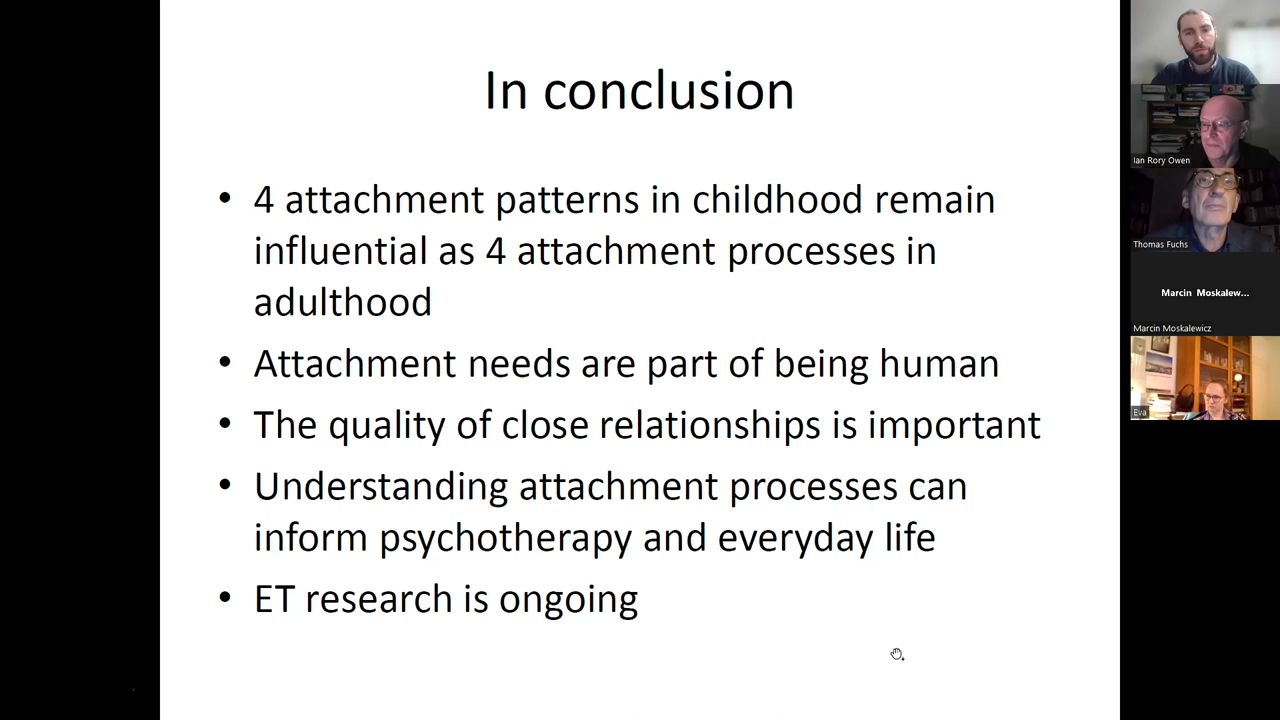 In conclusion
• 4 attachment patterns in childhood remain
influential as 4 attachment processes in
adulthood
• Attachment needs are part of being human
• The quality of close relationships is important
• Understanding attachment processes can
inform psychotherapy and everyday life
• ET research is ongoing
Ian Rory Owen
Thomas Fuchs
Marcin Moskalew...
Marcin Moskalewicz
Eva